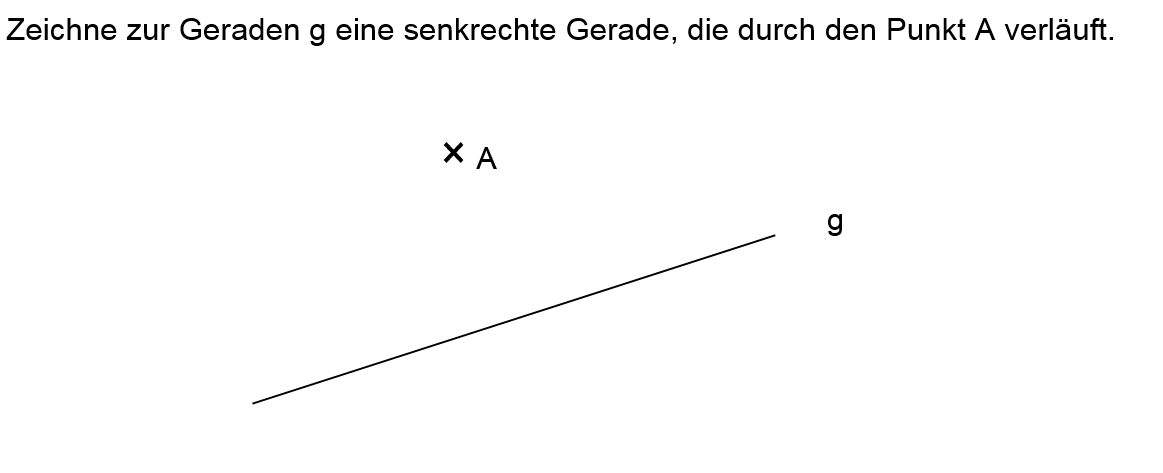 Zeichne zur Geraden g eine senkrechte Gerade, die durch den Punkt A verläuft.
A
g